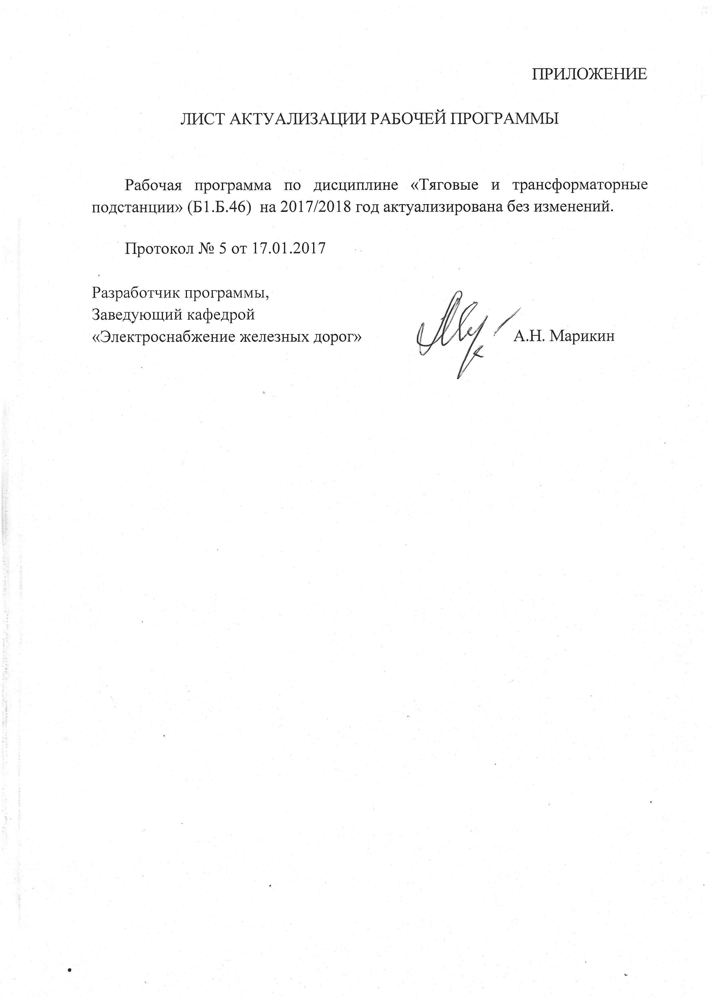 ПРИЛОЖЕНИЕ
ЛИСТ АКТУАЛИЗАЦИИ РАБОЧЕЙ ПРОГРАММЫ
Рабочая программа по дисциплине «Тяговые и трансформаторные
подстанции» (Б1.Б.46) на 2017/2018 год актуализирована без изменений.
Протокол № 5 от 17.01.2017
Разработчик программы,
Заведующий кафедрой
«Электроснабжение железных дорог» А.Н. Марикин